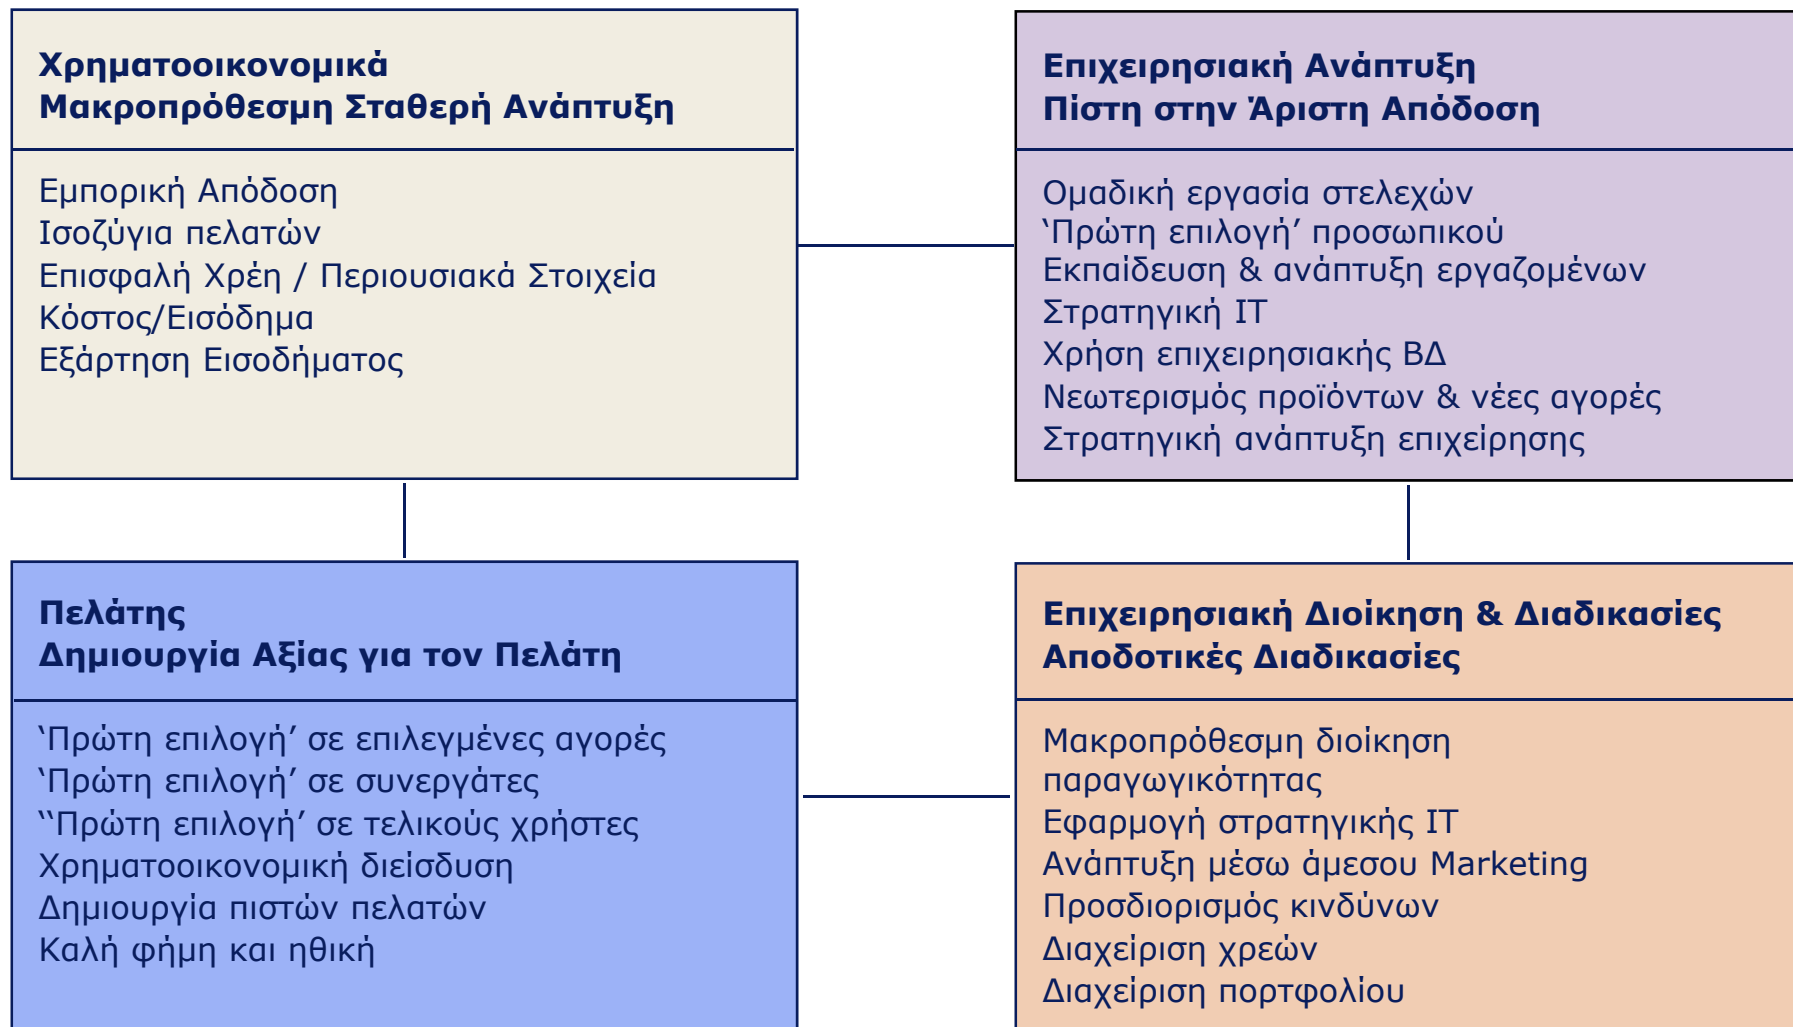 Χρηματοοικονομικά
Μακροπρόθεσμη Σταθερή Ανάπτυξη
Εμπορική Απόδοση
Ισοζύγια πελατών
Επισφαλή Χρέη / Περιουσιακά Στοιχεία
Κόστος/Εισόδημα
Εξάρτηση Εισοδήματος
Επιχειρησιακή Ανάπτυξη
Πίστη στην Άριστη Απόδοση
Ομαδική εργασία στελεχών
‘Πρώτη επιλογή’ προσωπικού
Εκπαίδευση & ανάπτυξη εργαζομένων
Στρατηγική IT
Χρήση επιχειρησιακής ΒΔ
Νεωτερισμός προϊόντων & νέες αγορές
Στρατηγική ανάπτυξη επιχείρησης
Πελάτης
Δημιουργία Αξίας για τον Πελάτη
‘Πρώτη επιλογή’ σε επιλεγμένες αγορές
‘Πρώτη επιλογή’ σε συνεργάτες
‘‘Πρώτη επιλογή’ σε τελικούς χρήστες
Χρηματοοικονομική διείσδυση
Δημιουργία πιστών πελατών
Καλή φήμη και ηθική
Επιχειρησιακή Διοίκηση & Διαδικασίες
Αποδοτικές Διαδικασίες
Μακροπρόθεσμη διοίκηση
παραγωγικότητας
Εφαρμογή στρατηγικής IT
Ανάπτυξη μέσω άμεσου Marketing
Προσδιορισμός κινδύνων
Διαχείριση χρεών
Διαχείριση πορτφολίου